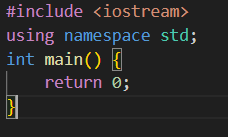 #include <iostream>
using namespace std;
int main() {
    return 0;
}